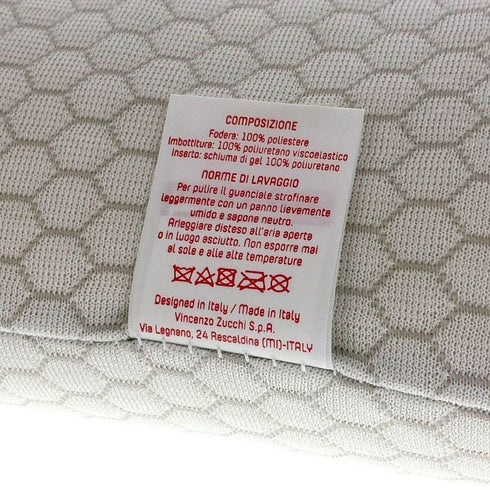 COMPOSIZIONE
Fodera: 100% poliestere
Imbottitura: 100% poliuretano viscoelastico
Inserto: schiuma di gel 100% poliuretano
NORME DI LAVAGGIO
Per pulire il guanciale strofinare
leggermente con un panno lievemente
umido e sapone neutro.
Arieggiare disteso all'aria aperta
o in luogo asciutto. Non esporre mai
al sole e alle alte temperature
Designed in Italy / Made in Italy
Vincenzo Zucchi S.p.A.
Via Legnano, 24 Rescaldina (MI)-ITALY